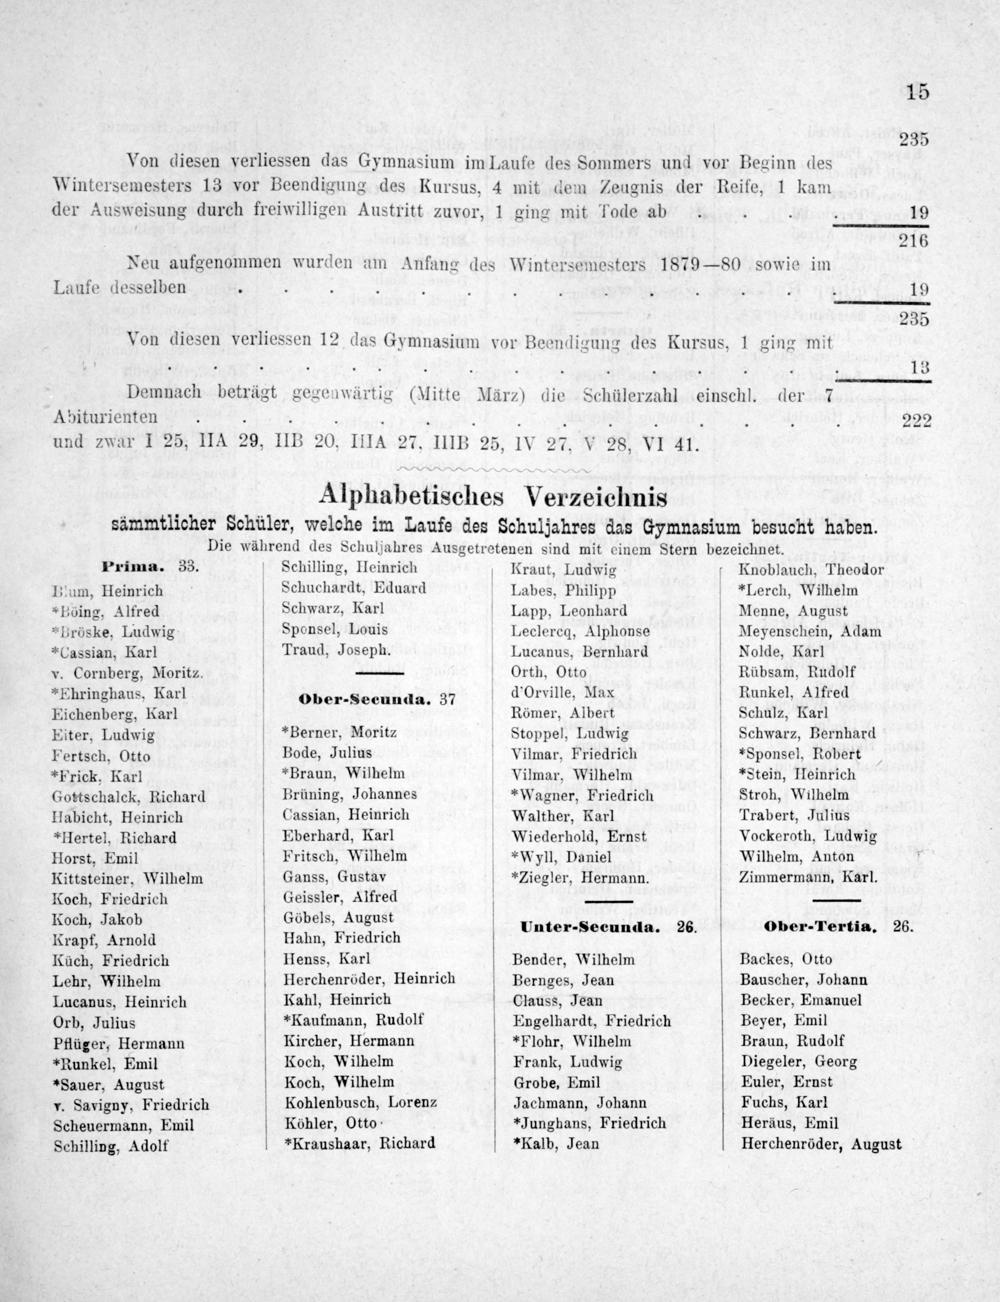 15
235
Von diesen verliessen das Gymnasium im Laufe des Sommers und vor Beginn des
Wintersemesters 13 vor Beendigung des Kursus, 4 mit dem Zeugnis der Reife, 1 kam
der Ausweisung durch freiwilligen Austritt zuvor, 1 ging mit Tode ab . . . . 19
216
Neu aufgenommen wurden am Anfang des Wintersemesters 1879—80 sowie im
Laufe desselben . . . . . . . . . . . . . 19
235
Von diesen verliessen 12 das Gymnasium vor Beendigung des Kursus, 1 ging mit
. . . . . . . . . . . . . 13
Demnach beträgt gegenwärtig (Mitte März) die Schülerzahl einschl. der 7
Abiturienten . . . . . . . . . . . . . . 222
und zwar I 25, IIA 29, IIB 20, IIIA 27, IIIB 25, IV 27, V 28, VI 41.
Alphabetisches Verzeichnis
sämmtlicher Schüler, welche im Laufe des Schuljahres das Gymnasium besucht haben.
Die während des Schuljahres Ausgetretenen sind mit einem Stern bezeichnet.
Prima. 33.
Blum, Heinrich
*Böing, Alfred
*Bröske, Ludwig
*Cassian, Karl
v. Cornberg, Moritz.
*Ehringhaus, Karl
Eichenberg, Karl
Eiter, Ludwig
Fertsch, Otto
*Frick, Karl
Gottschalck, Richard
Habicht, Heinrich
*Hertel, Richard
Horst, Emil
Kittsteiner, Wilhelm
Koch, Friedrich
Koch, Jakob
Krapf, Arnold
Küch, Friedrich
Lehr, Wilhelm
Lucanus, Heinrich
Orb, Julius
Pflüger, Hermann
*Runkel, Emil
*Sauer, August
v. Savigny, Friedrich
Scheuermann, Emil
Schilling, Adolf
Schilling, Heinrich
Schuchardt, Eduard
Schwarz, Karl
Sponsel, Louis
Traud, Joseph.
Ober-Secunda. 37
*Berner, Moritz
Bode, Julius
*Braun, Wilhelm
Brüning, Johannes
Cassian, Heinrich
Eberhard, Karl
Fritsch, Wilhelm
Ganss, Gustav
Geissler, Alfred
Göbels, August
Hahn, Friedrich
Henss, Karl
Herchenröder, Heinrich
Kahl, Heinrich
*Kaufmann, Rudolf
Kircher, Hermann
Koch, Wilhelm
Koch, Wilhelm
Kohlenbusch, Lorenz
Köhler, Otto
*Kraushaar, Richard
Kraut, Ludwig
Labes, Philipp
Lapp, Leonhard
Leclercq, Alphonse
Lucanus, Bernhard
Orth, Otto
d'Orville, Max
Römer, Albert
Stoppel, Ludwig
Vilmar, Friedrich
Vilmar, Wilhelm
*Wagner, Friedrich
Walther, Karl
Wiederhold, Ernst
*Wyll, Daniel
*Ziegler, Hermann.
Unter-Secunda. 26.
Bender, Wilhelm
Bernges, Jean
Clauss, Jean
Engelhardt, Friedrich
*Flohr, Wilhelm
Frank, Ludwig
Grobe, Emil
Jachmann, Johann
*Junghans, Friedrich
*Kalb, Jean
Knoblauch, Theodor
*Lerch, Wilhelm
Menne, August
Meyenschein, Adam
Nolde, Karl
Rübsam, Rudolf
Runkel, Alfred
Schulz, Karl
Schwarz, Bernhard
*Sponsel, Robert
*Stein, Heinrich
Stroh, Wilhelm
Trabert, Julius
Vockeroth, Ludwig
Wilhelm, Anton
Zimmermann, Karl.
Ober-Tertia. 26.
Backes, Otto
Bauscher, Johann
Becker, Emanuel
Beyer, Emil
Braun, Rudolf
Diegeler, Georg
Euler, Ernst
Fuchs, Karl
Heräus, Emil
Herchenröder, August